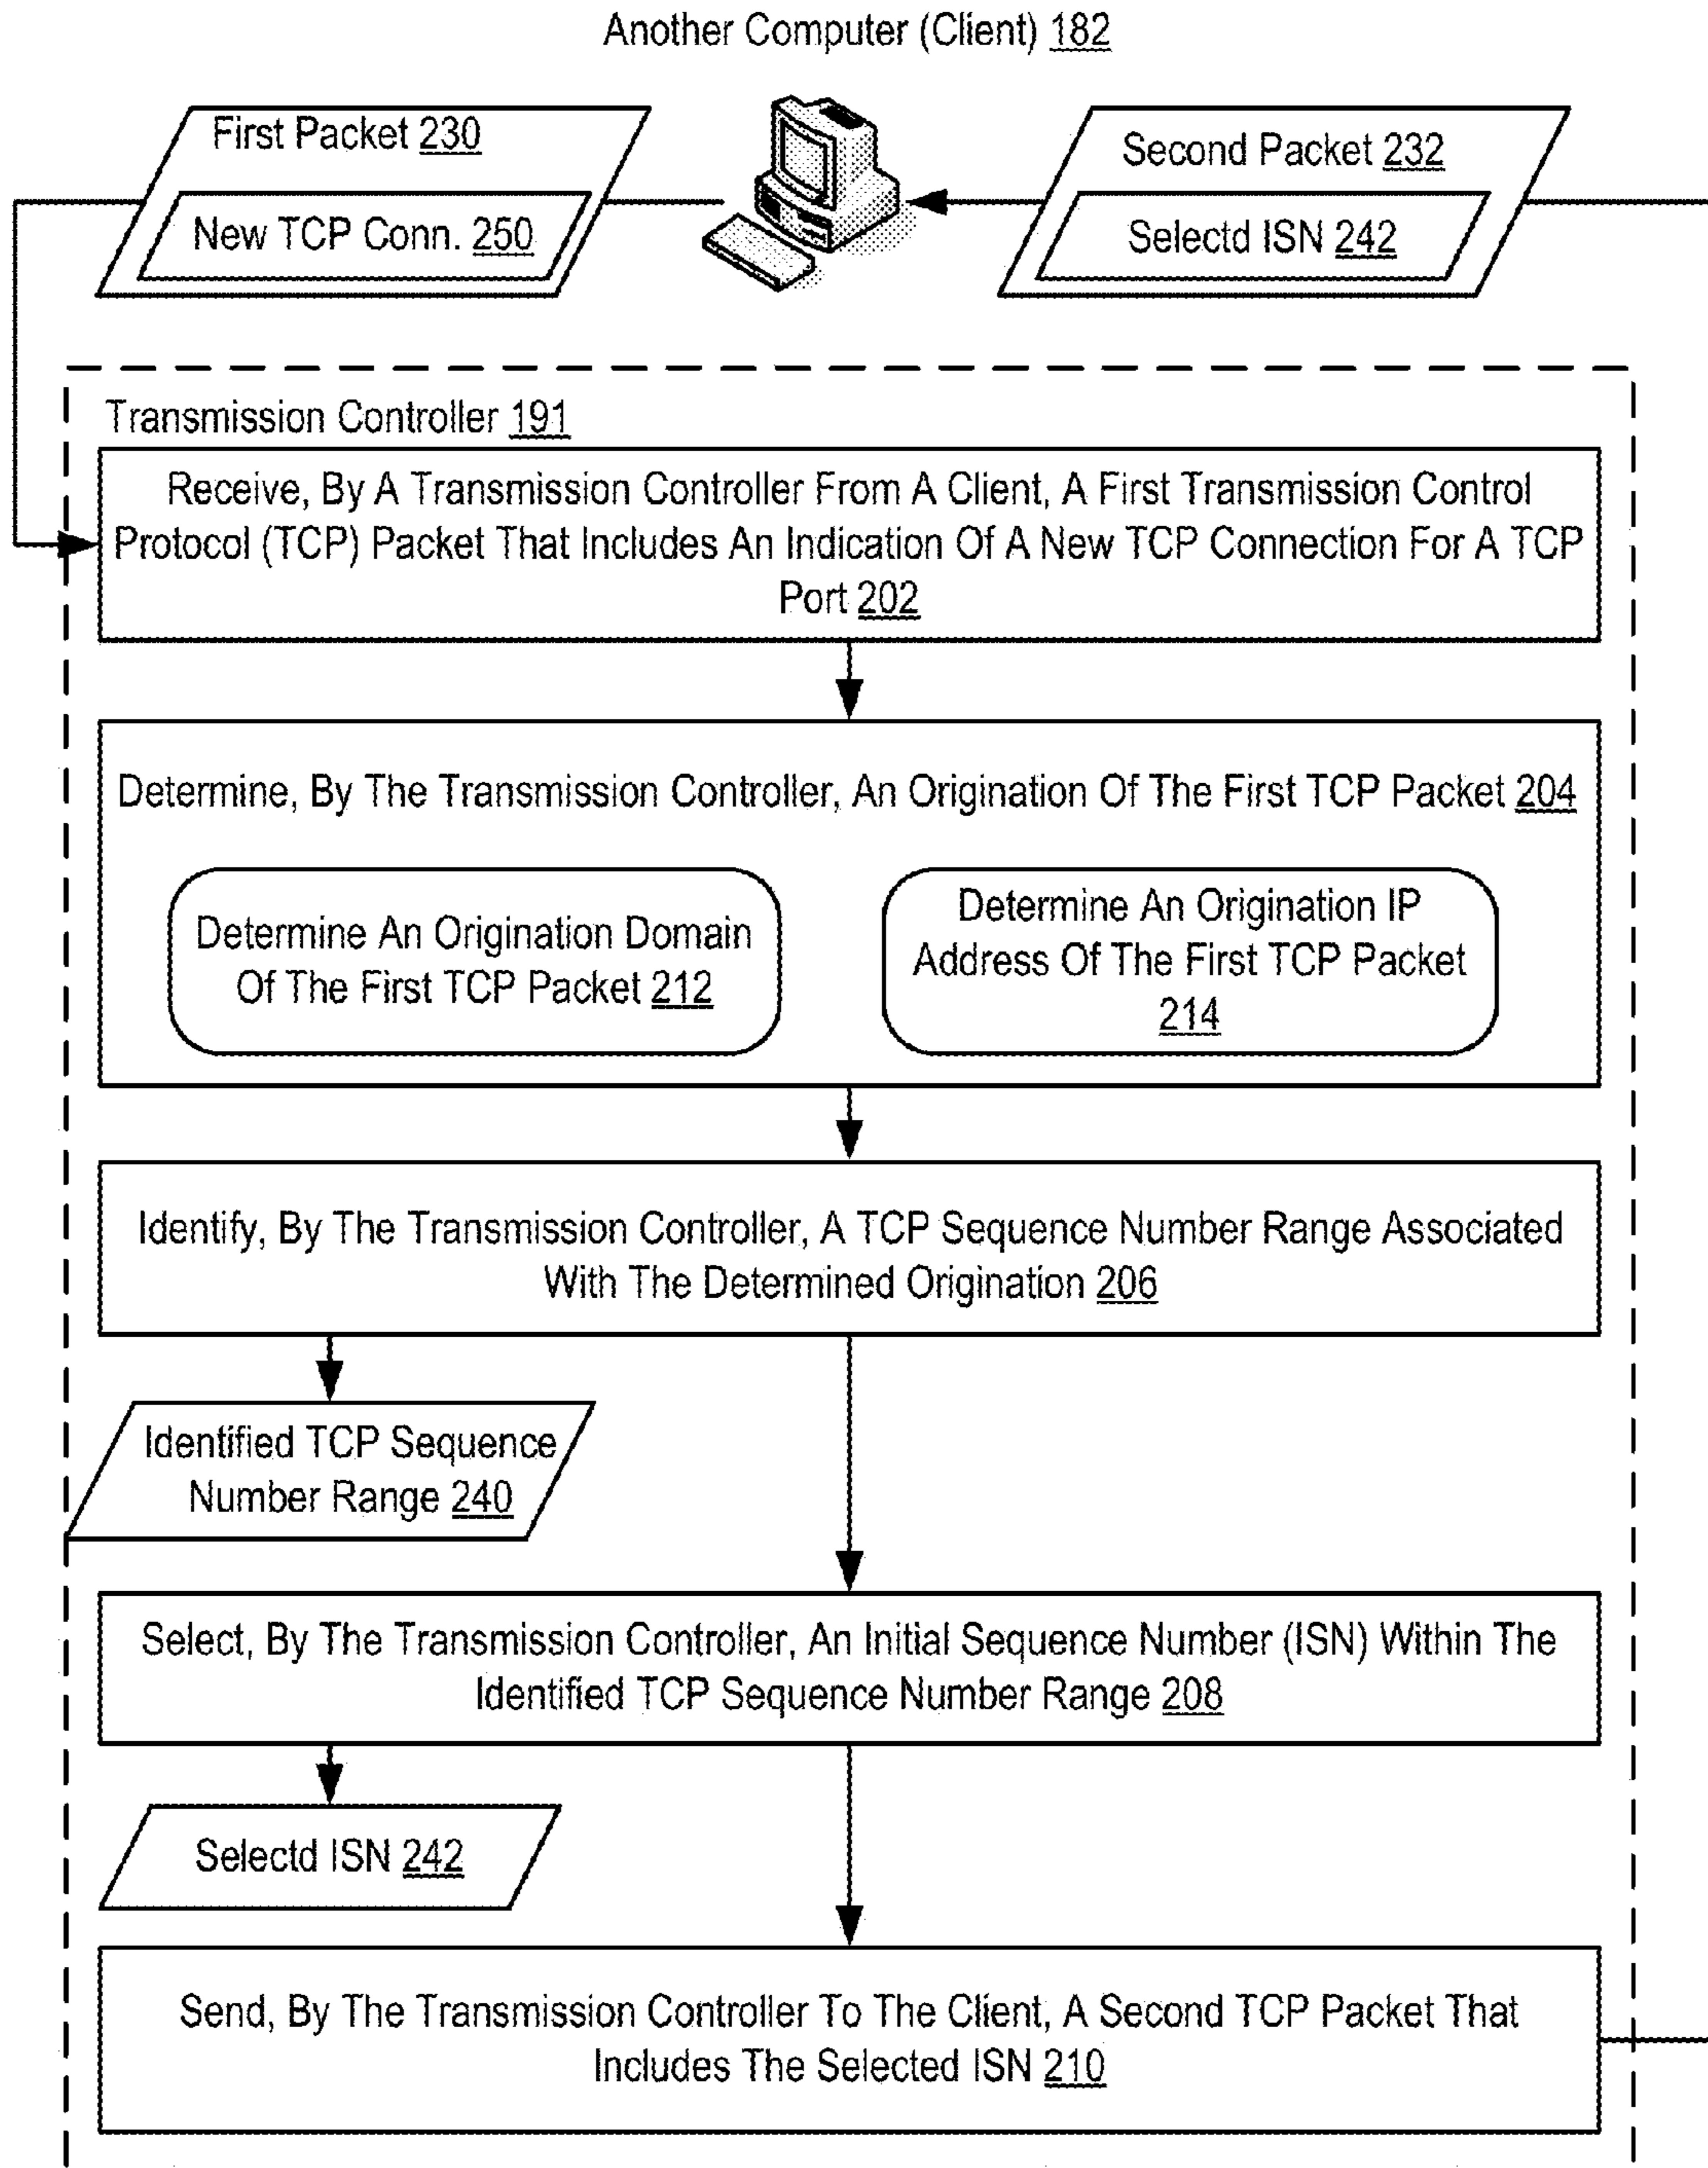 Another Computer (Client) 182
First Packet 230
New TCP Conn. 250
Second Packet 232
Selectd ISN 242
Transmission Controller 191
Receive, By A Transmission Controller From A Client, A First Transmission Control
Protocol (TCP) Packet That Includes An Indication Of A New TCP Connection For A TCP
Port 202
Determine, By The Transmission Controller, An Origination Of The First TCP Packet 204
Determine An Origination Domain
Of The First TCP Packet 212
Determine An Origination IP
Address Of The First TCP Packet
214
Identify, By The Transmission Controller, A TCP Sequence Number Range Associated
With The Determined Origination 206
Identified TCP Sequence
Number Range 240
Select, By The Transmission Controller, An Initial Sequence Number (ISN) Within The
Identified TCP Sequence Number Range 208
Selectd ISN 242
Send, By The Transmission Controller To The Client, A Second TCP Packet That
Includes The Selected ISN 210